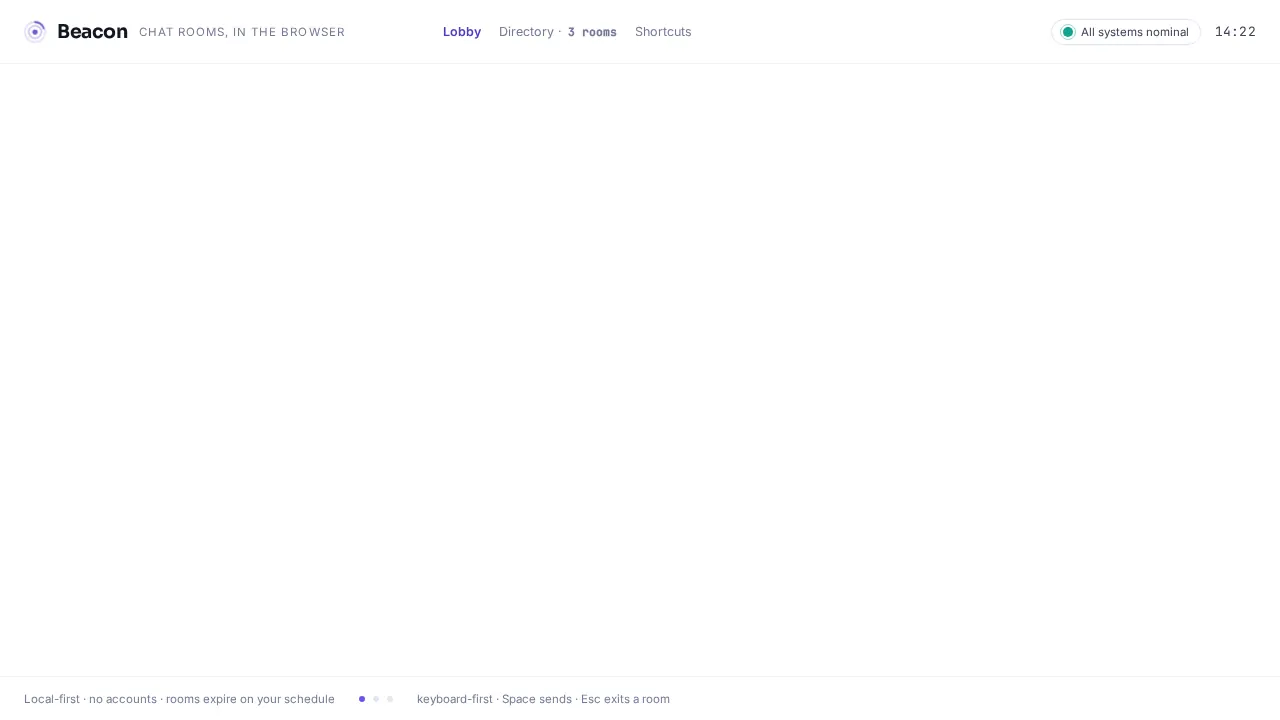 Beacon CHAT ROOMS, IN THE BROWSER Lobby Directory · 3 rooms Shortcuts All systems nominal 14:22
Local-first · no accounts · rooms expire on your schedule keyboard-first · Space sends · Esc exits a room